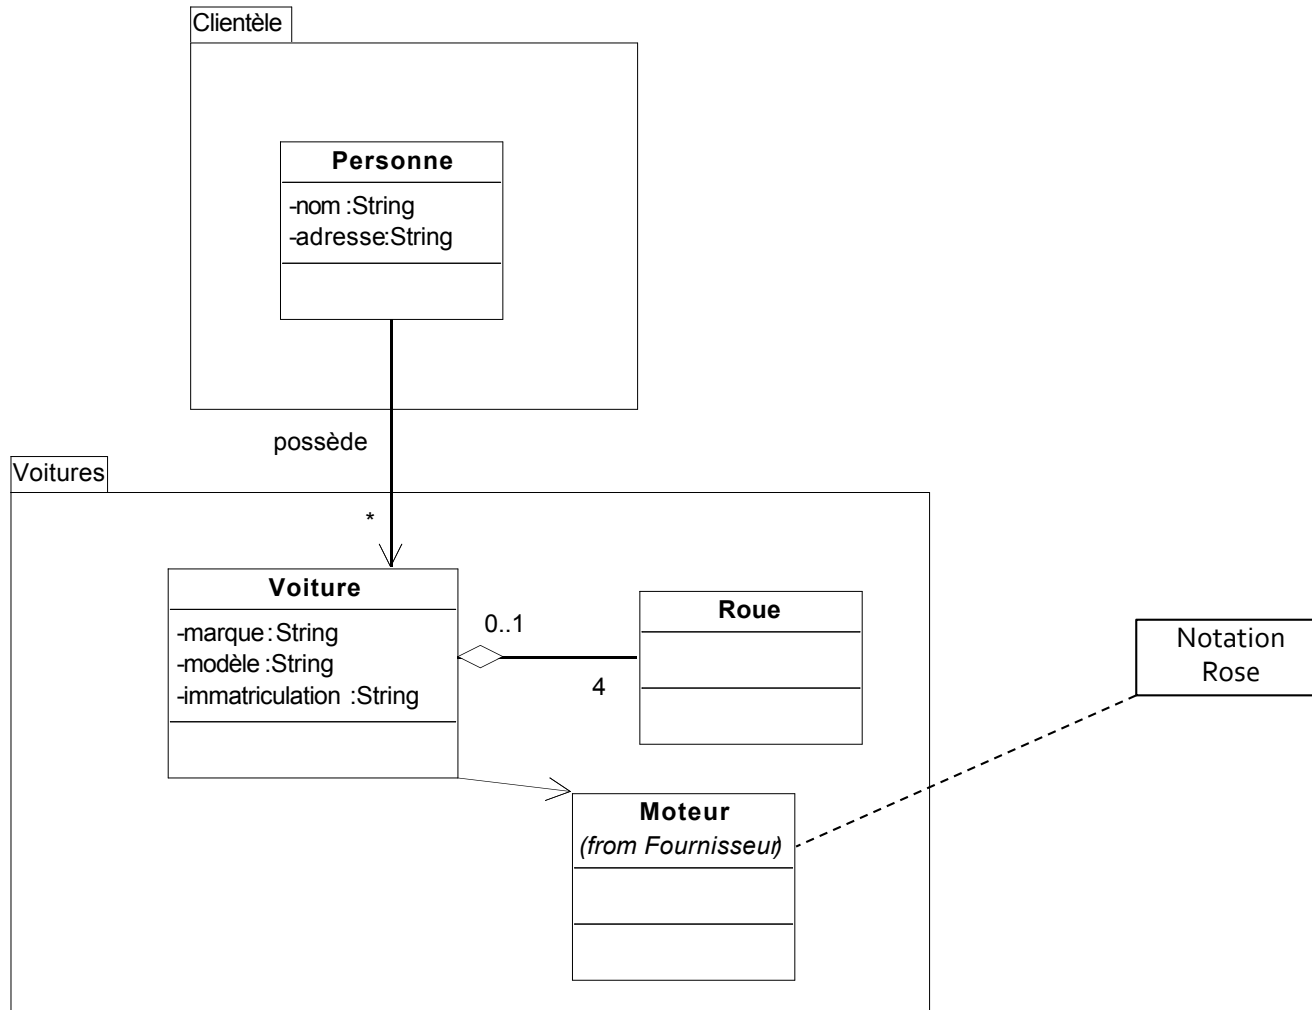 Clientèle
Personne
-nom :String
-adresse:String
possède
Voitures
*
Voiture
-marque:String
-modèle :String
-immatriculation :String
0..1
4
Roue
Notation
Rose
Moteur
(from Fournisseur)